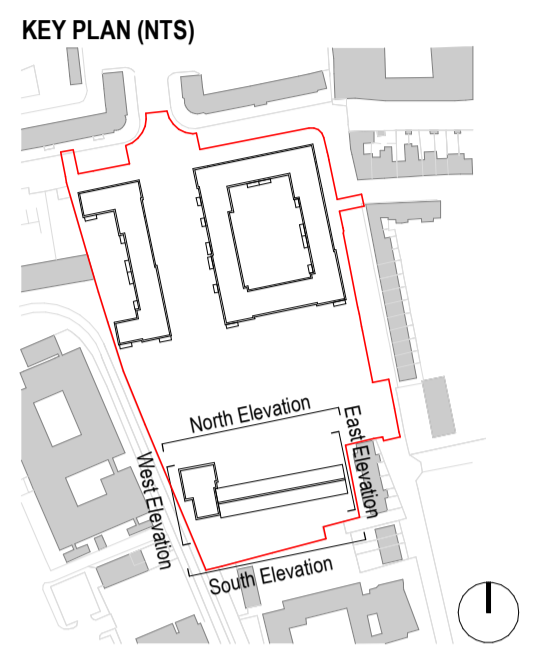 KEY PLAN (NTS)
North Elevation
East Elevation
West Elevation
South Elevation